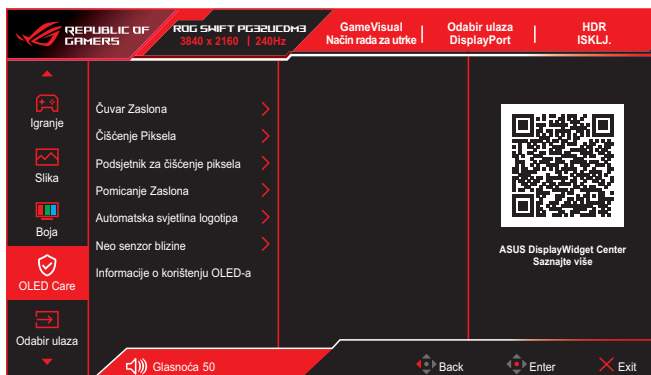 REPUBLIC OF
GAMERS
ROG SWIFT PG32UCDM3
3840 x 2160 | 240Hz
GameVisual
Način rada za utrke
Odabir ulaza
DisplayPort
HDR
ISKLJ.
Igranje
Slika
Boja
OLED Care
Odabir ulaza
Čuvar Zaslona
Čišćenje Piksela
Podsjetnik za čišćenje piksela
Pomicanje Zaslona
Automatska svjetlina logotipa
Neo senzor blizine
Informacije o korištenju OLED-a
ASUS DisplayWidget Center
Saznajte više
Glasnoća 50
Back
Enter
Exit